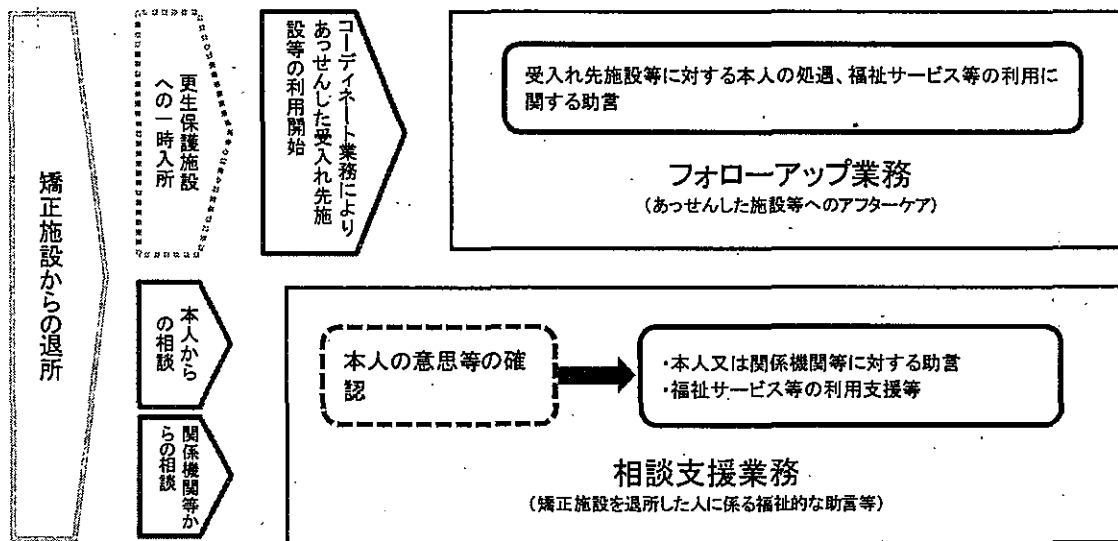 矯正施設からの退所
更生保護施設
への一時入所
コーディネート業務により
あっせんした受入れ先施
設等の利用開始
受入れ先施設等に対する本人の処遇、福祉サービス等の利用に
関する助言
フォローアップ業務
(あっせんした施設等へのアフターケア)
本人から
の相談
関係機関等か
らの相談
本人の意思等の確
認
・本人又は関係機関等に対する助言
・福祉サービス等の利用支援等
相談支援業務
(矯正施設を退所した人に係る福祉的な助言等)